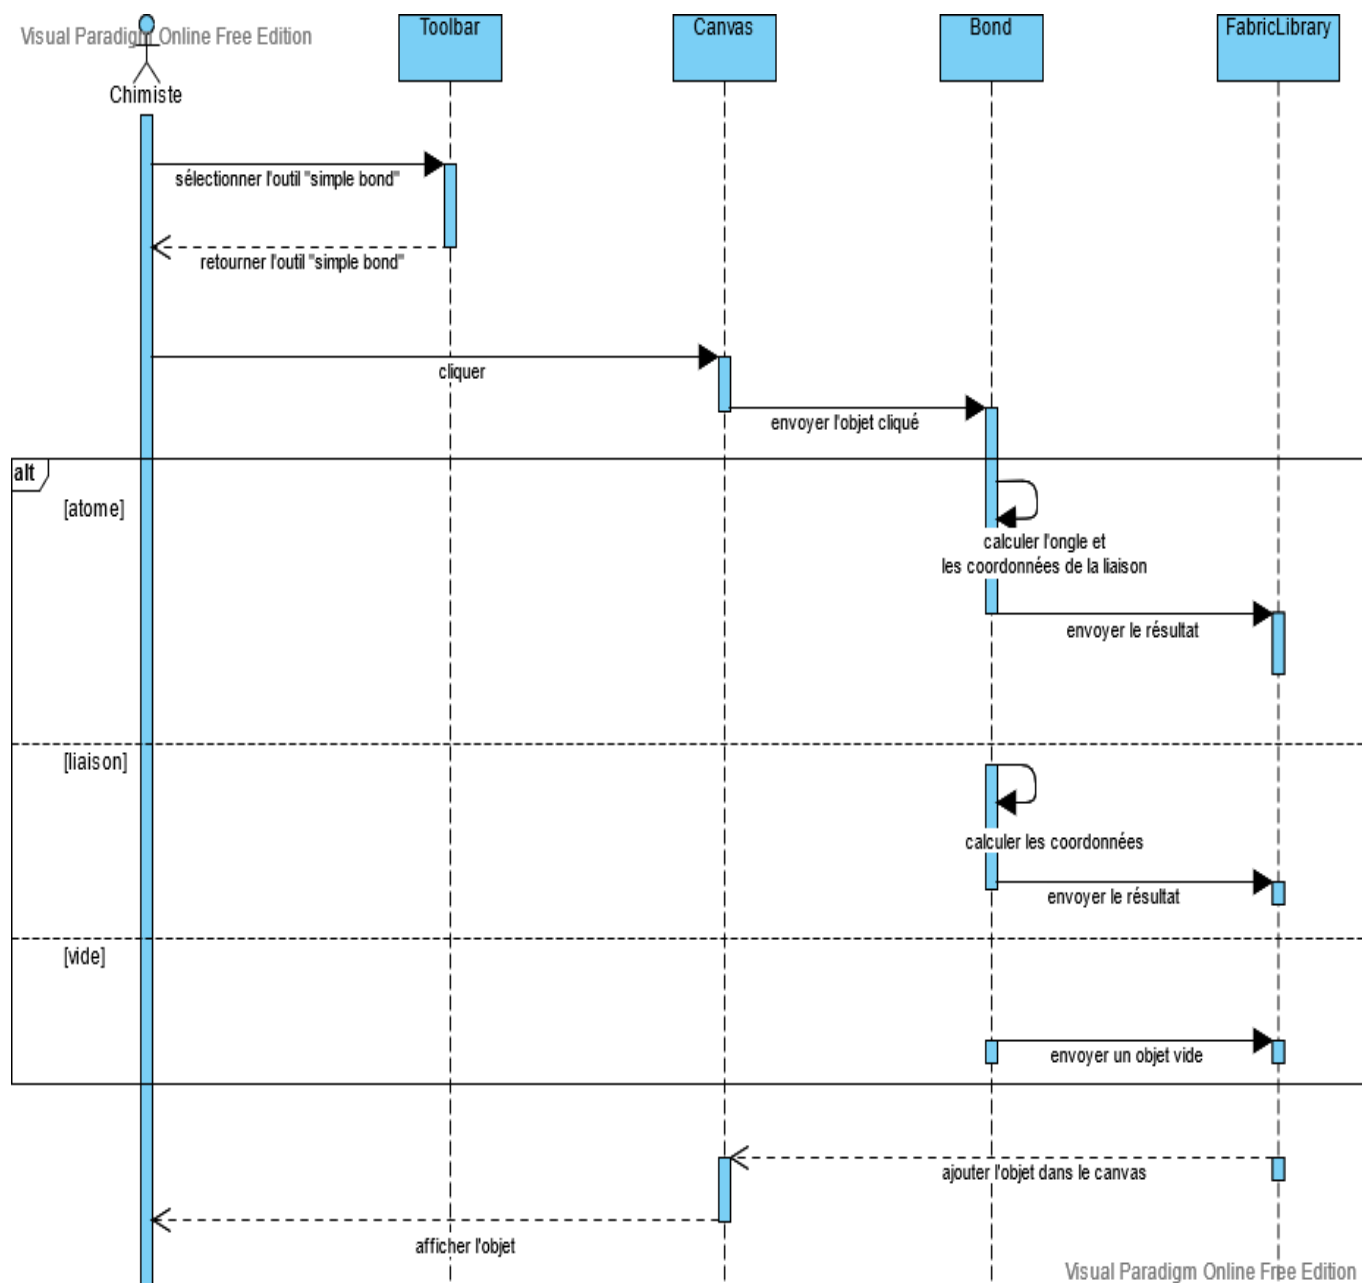 Visual Paradigm Online Free Edition
Toolbar
Canvas
Bond
FabricLibrary
Chimiste
sélectionner l'outil "simple bond"
retourner l'outil "simple bond"
cliquer
envoyer l'objet cliqué
alt
[atome]
calculer l'ongle et
les coordonnées de la liaison
envoyer le résultat
[liaison]
calculer les coordonnées
envoyer le résultat
[vide]
envoyer un objet vide
ajouter l'objet dans le canvas
afficher l'objet
Visual Paradigm Online Free Edition